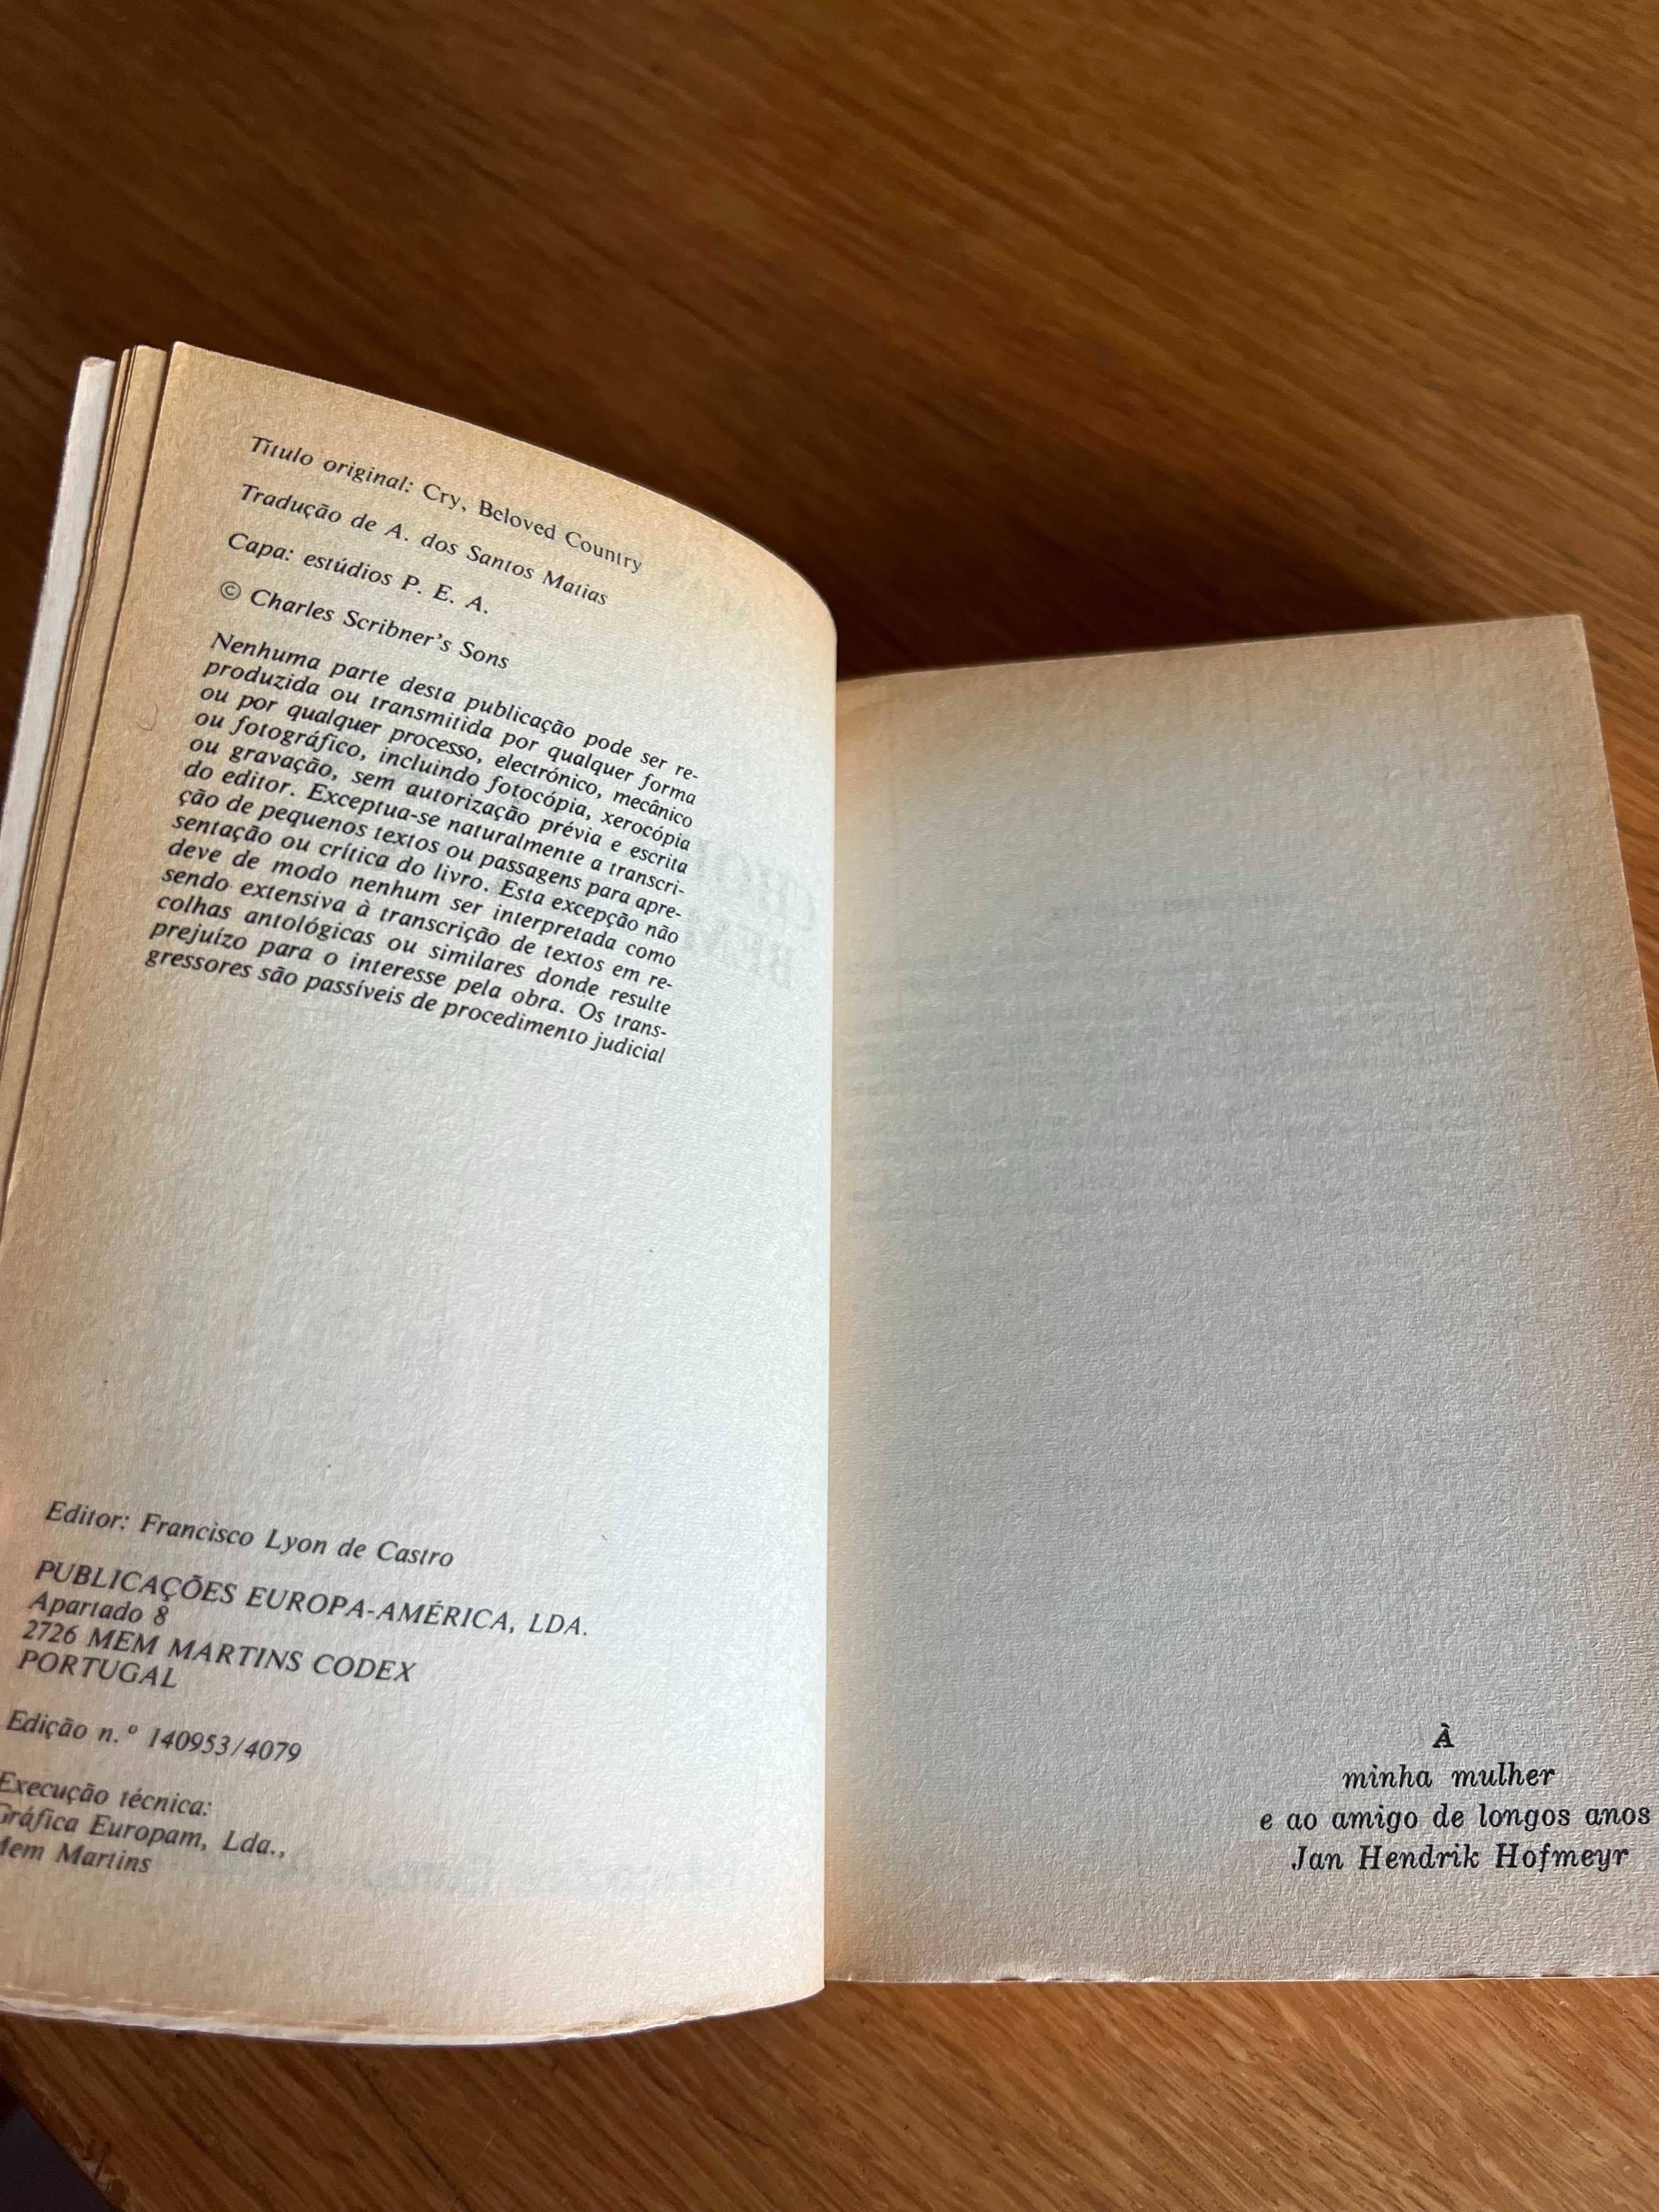 Título original: Cry, Beloved Country
Tradução de A. dos Santos Matias
Capa: estúdios P. E. A.
© Charles Scribner's Sons
Nenhuma parte desta publicação pode ser re-
produzida ou transmitida por qualquer forma
ou por qualquer processo, electrónico, mecânico
ou fotográfico, incluindo fotocópia, xerocópia
ou gravação, sem autorização prévia e escrita
do editor. Exceptua-se naturalmente a transcri-
ção de pequenos textos ou passagens para apre-
sentação ou crítica do livro. Esta excepção não
deve de modo nenhum ser interpretada como
sendo extensiva à transcrição de textos em re-
colhas antológicas ou similares donde resulte
prejuízo para o interesse pela obra. Os trans-
gressores são passíveis de procedimento judicial
Editor: Francisco Lyon de Castro
PUBLICAÇÕES EUROPA-AMÉRICA, LDA.
Apartado 8
2726 MEM MARTINS CODEX
PORTUGAL
Edição n.º 140953/4079
Execução técnica:
Gráfica Europam, Lda.,
Mem Martins
À
minha mulher
e ao amigo de longos anos
Jan Hendrik Hofmeyr